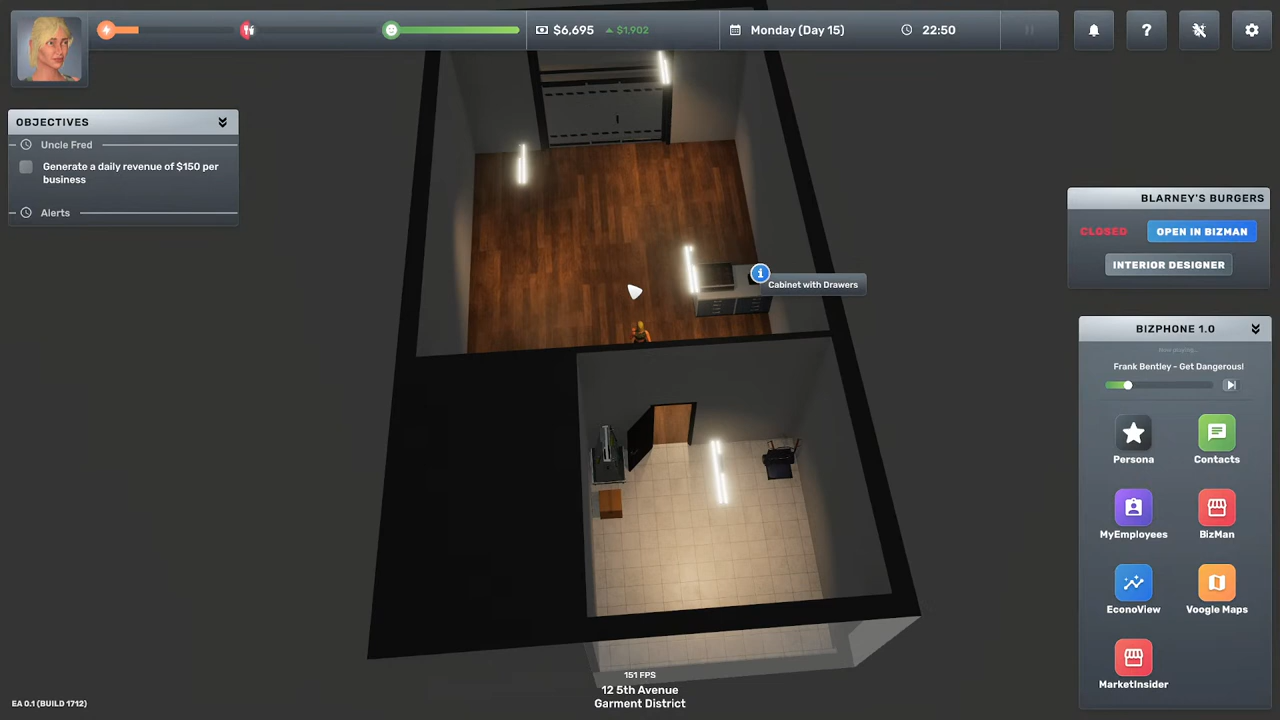 $6,695
$1,902
Monday (Day 15)
22:50
?
OBJECTIVES
Uncle Fred
Generate a daily revenue of $150 per
business
Alerts
BLARNEY'S BURGERS
CLOSED
OPEN IN BIZMAN
INTERIOR DESIGNER
Cabinet with Drawers
BIZPHONE 1.0
Now playing...
Frank Bentley - Get Dangerous!
Persona
Contacts
MyEmployees
BizMan
EconoView
Voogle Maps
MarketInsider
151 FPS
12 5th Avenue
Garment District
EA 0.1 (BUILD 1712)